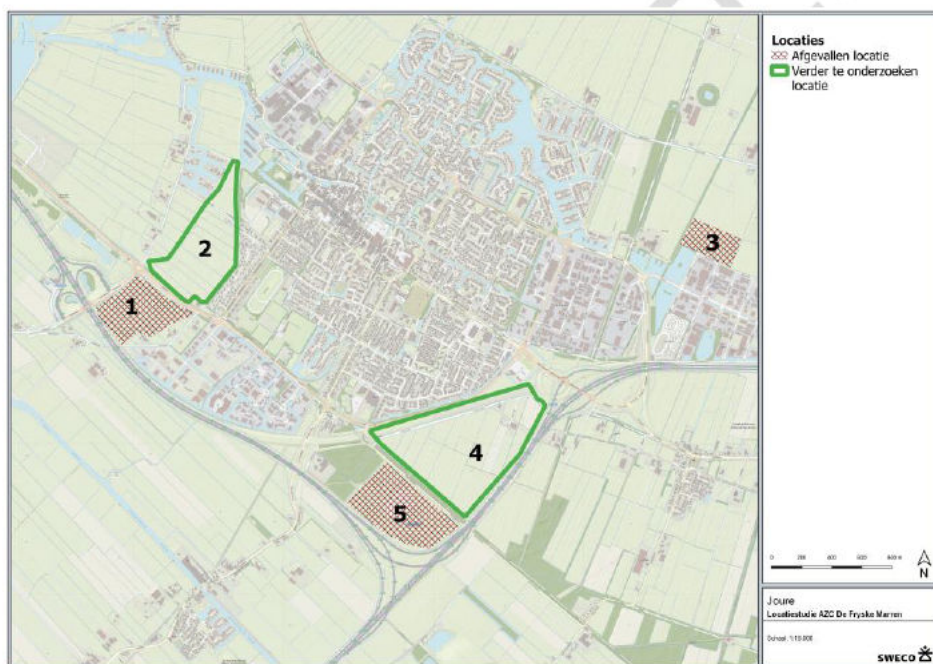 Locaties
Afgevallen locatie
Verder te onderzoeken
locatie
2
3
1
4
5
N
Joure
Locatiestudie AZC De Fryske Marren
SWECO